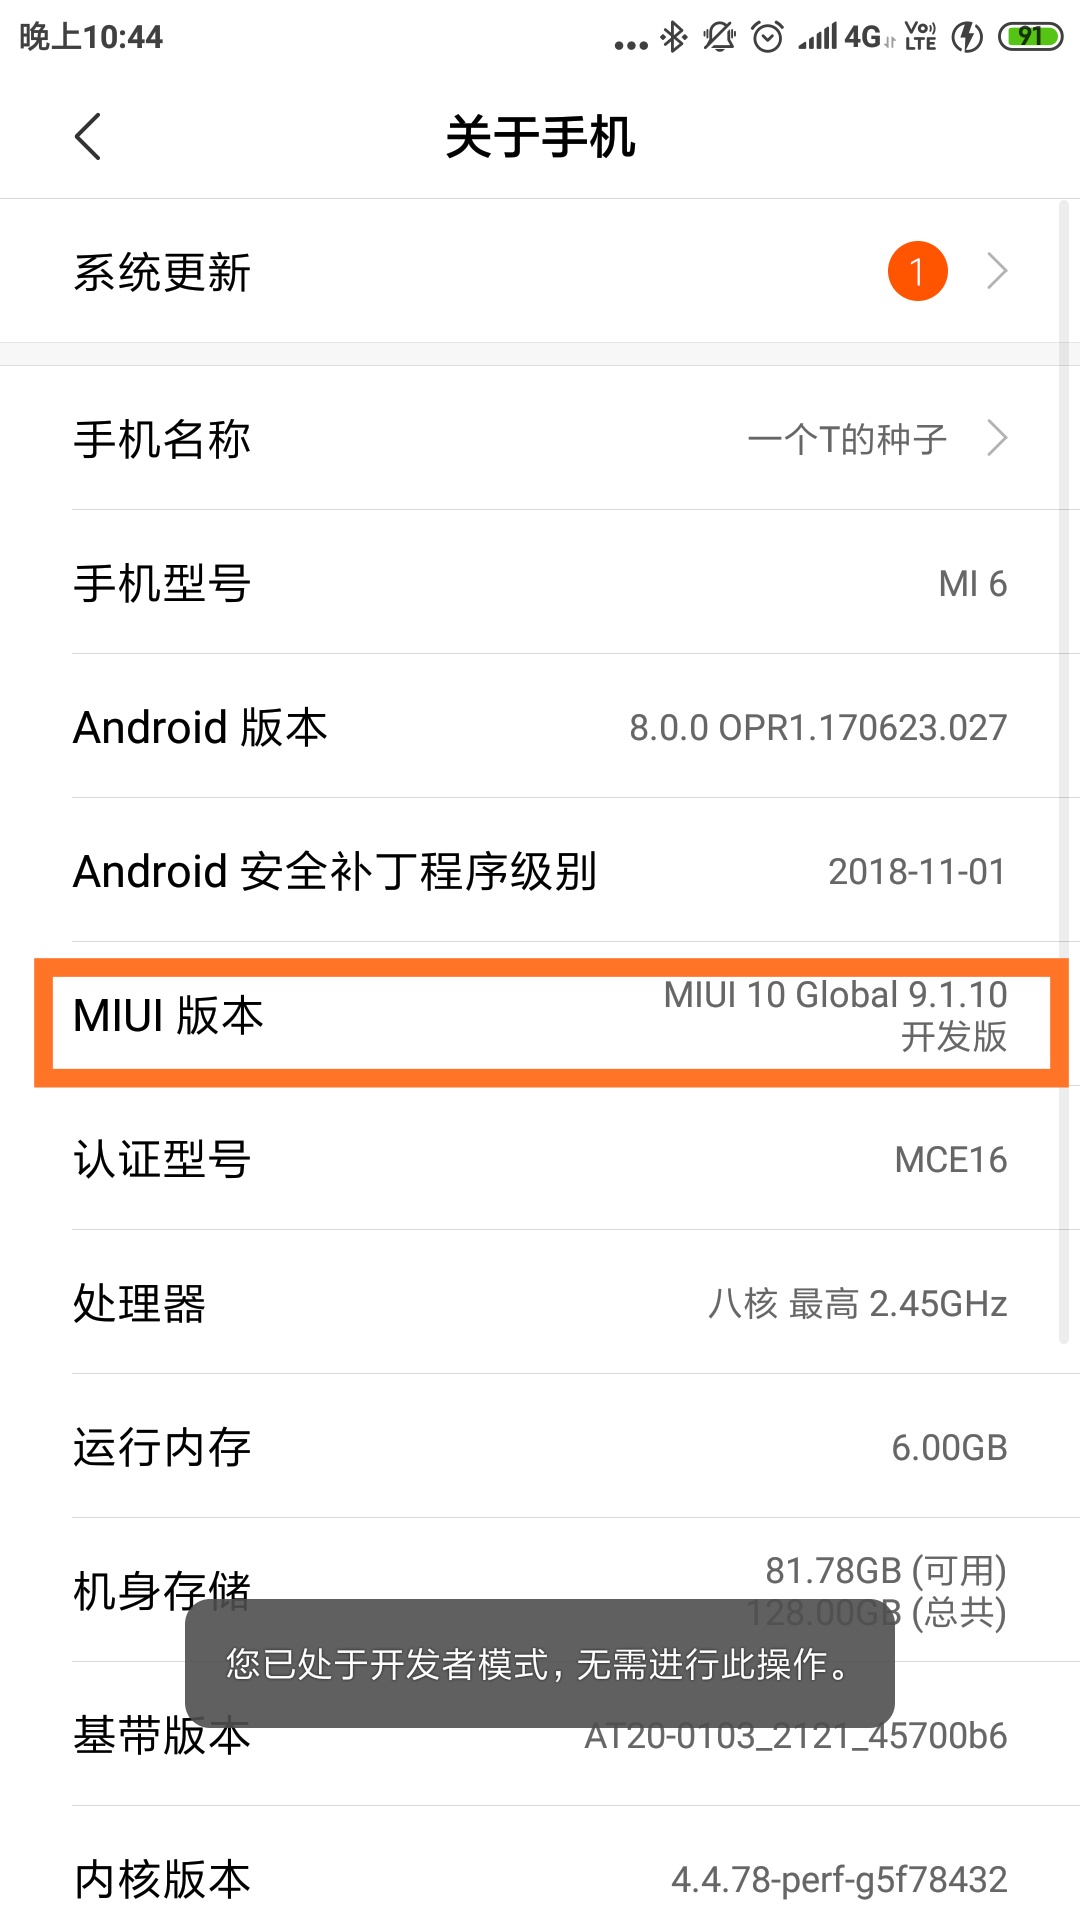 晚上10:44
4G
VoLTE
91
关于手机
系统更新
1
手机名称
一个T的种子
手机型号
MI 6
Android 版本
8.0.0 OPR1.170623.027
Android 安全补丁程序级别
2018-11-01
MIUI 版本
MIUI 10 Global 9.1.10
开发版
认证型号
MCE16
处理器
八核 最高 2.45GHz
运行内存
6.00GB
机身存储
81.78GB (可用)
128.00GB (总共)
您已处于开发者模式，无需进行此操作。
基带版本
AT20-0103_2121_45700b6
内核版本
4.4.78-perf-g5f78432